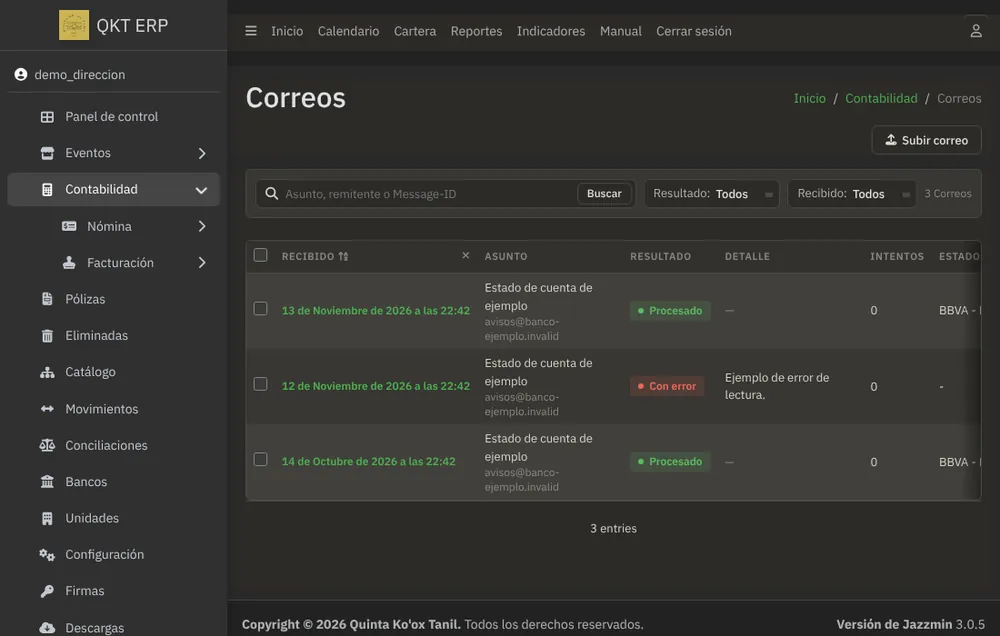 QKT ERP
Inicio Calendario Cartera Reportes Indicadores Manual Cerrar sesión
demo_direccion
Panel de control
Eventos
Contabilidad
Nómina
Facturación
Pólizas
Eliminadas
Catálogo
Movimientos
Conciliaciones
Bancos
Unidades
Configuración
Firmas
Descargas
Correos
Inicio / Contabilidad / Correos
Subir correo
Asunto, remitente o Message-ID Buscar Resultado: Todos Recibido: Todos 3 Correos
RECIBIDO ASUNTO RESULTADO DETALLE INTENTOS ESTADO
Estado de cuenta de
ejemplo
13 de Noviembre de 2026 a las 22:42 Procesado — 0 BBVA -
avisos@banco-
ejemplo.invalid
Estado de cuenta de
ejemplo
12 de Noviembre de 2026 a las 22:42 Con error Ejemplo de error de
lectura. 0 -
avisos@banco-
ejemplo.invalid
Estado de cuenta de
ejemplo
14 de Octubre de 2026 a las 22:42 Procesado — 0 BBVA -
avisos@banco-
ejemplo.invalid
3 entries
Copyright © 2026 Quinta Ko'ox Tanil. Todos los derechos reservados. Versión de Jazzmin 3.0.5